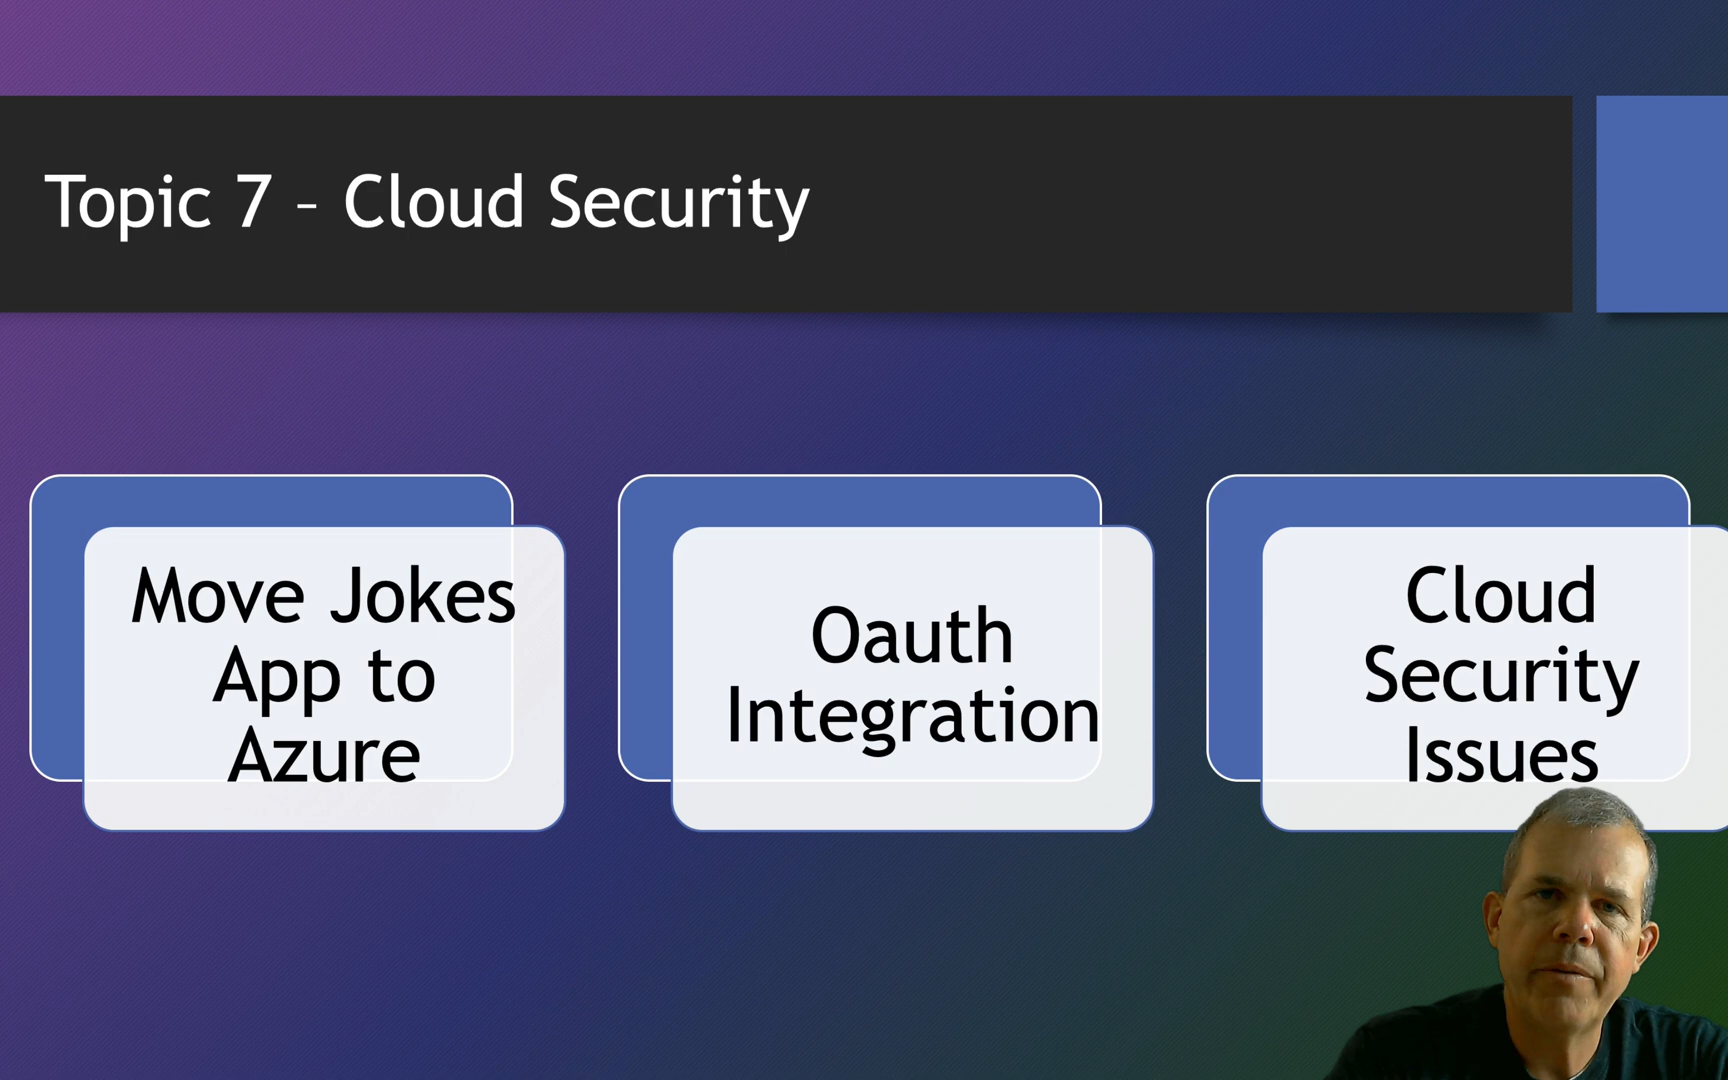 Topic 7 – Cloud Security
Move Jokes
App to
Azure
Oauth
Integration
Cloud
Security
Issues